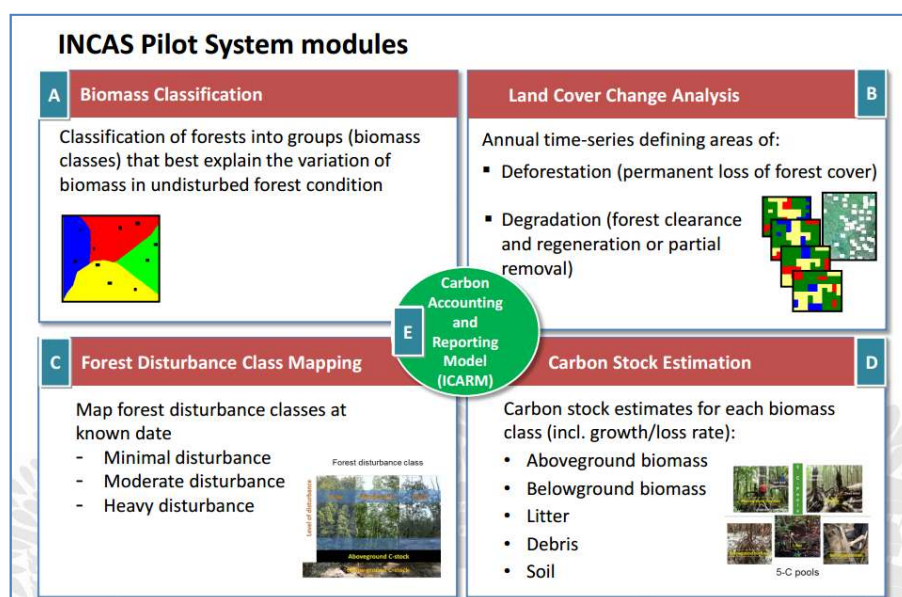 INCAS Pilot System modules
A
Biomass Classification
Classification of forests into groups (biomass
classes) that best explain the variation of
biomass in undisturbed forest condition
Land Cover Change Analysis
B
Annual time-series defining areas of:
▪ Deforestation (permanent loss of forest cover)
▪ Degradation (forest clearance
and regeneration or partial
removal)
E
Carbon
Accounting
and
Reporting
Model
(ICARM)
C
Forest Disturbance Class Mapping
Map forest disturbance classes at
known date
- Minimal disturbance
- Moderate disturbance
- Heavy disturbance
Forest disturbance class
Level of disturbance
Aboveground C-stock
Carbon Stock Estimation
D
Carbon stock estimates for each biomass
class (incl. growth/loss rate):
• Aboveground biomass
• Belowground biomass
• Litter
• Debris
• Soil
5-C pools